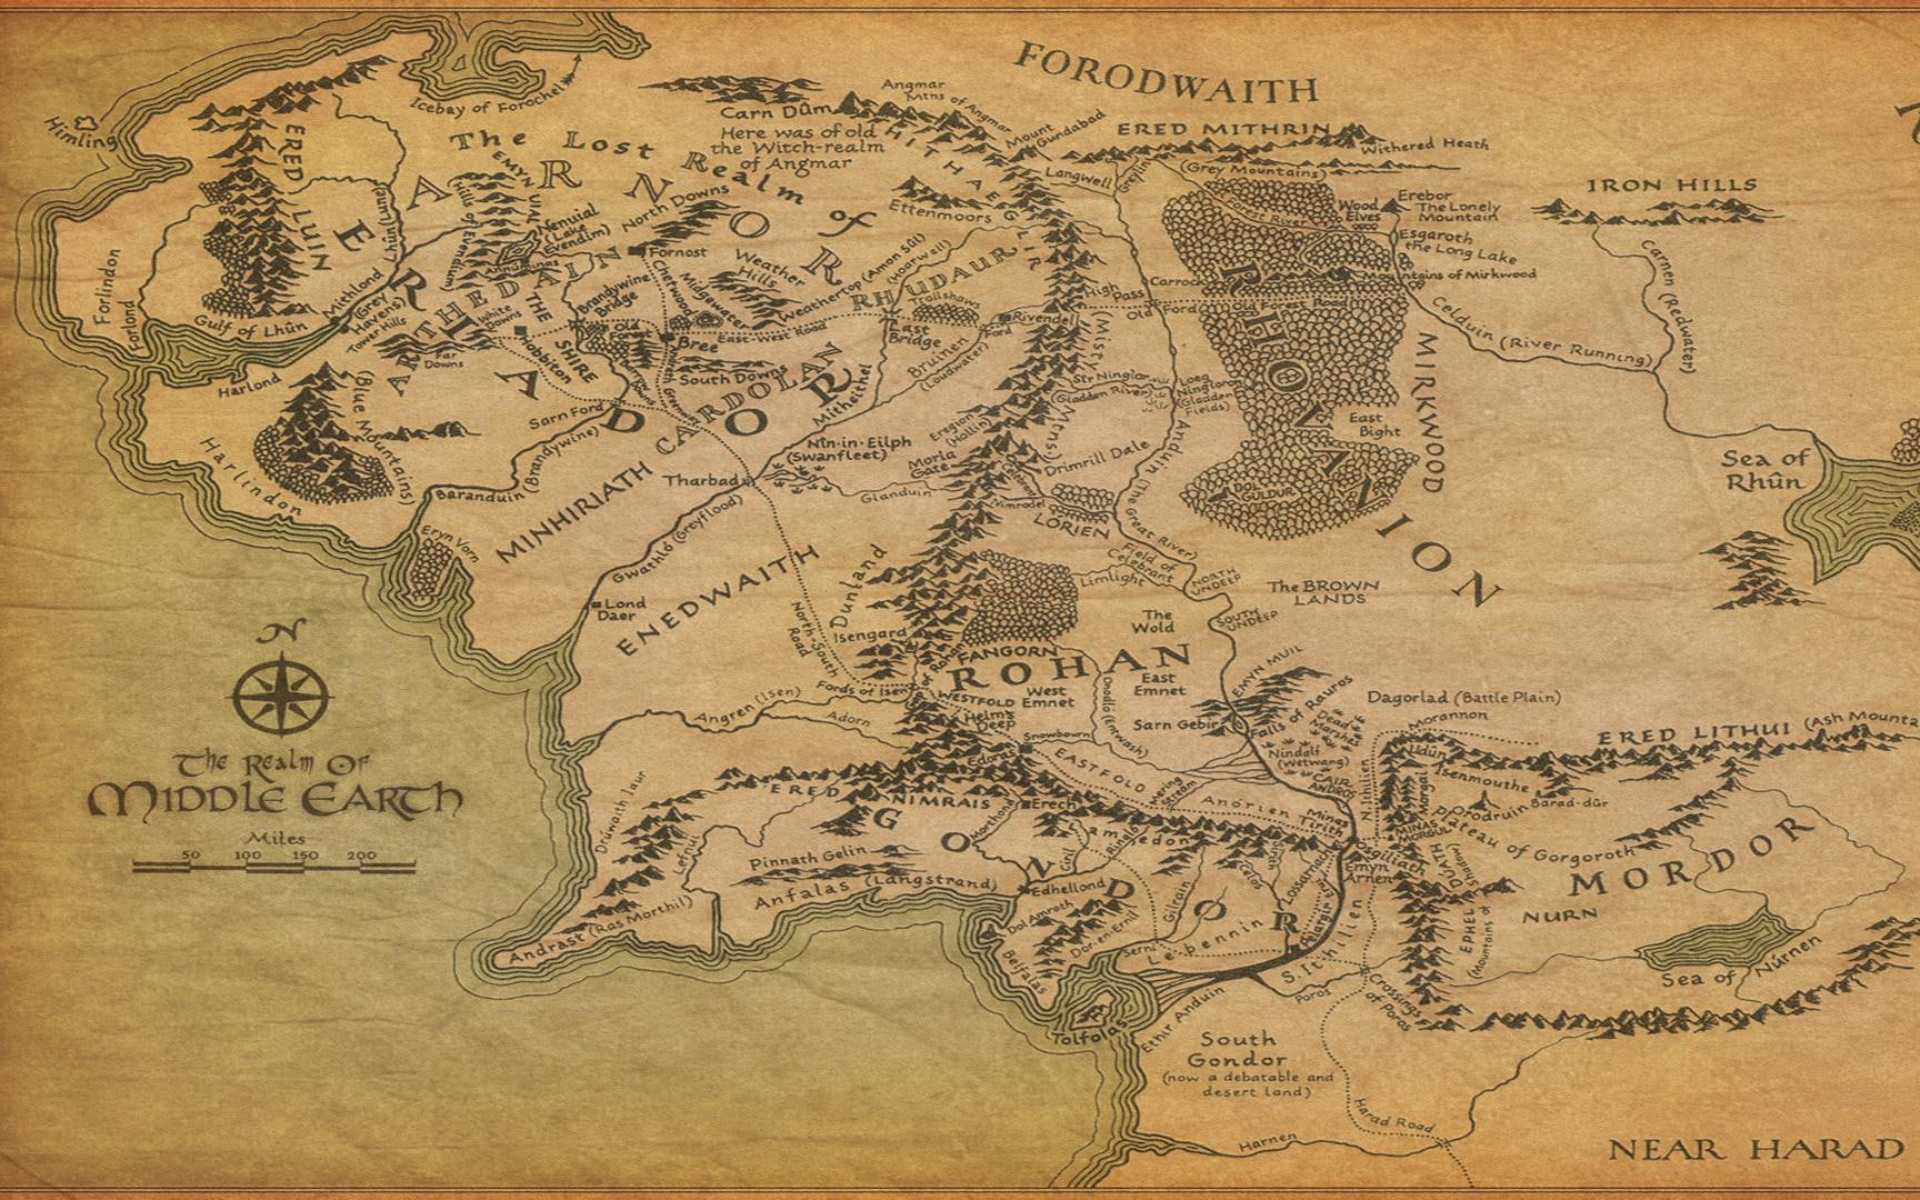 FORODWAITH
Icebay of Forochel
Himling
Carn Dûm
Angmar
Mtns of Angmar
Here was of old
the Witch-realm
of Angmar
Mount
Gundabad
ERED MITHRIN
(Grey Mountains)
Withered Heath
IRON HILLS
The Lost Realm of
ARNOR
ERIADOR
ERED
LUIN
HITHAEGLIR
(Misty
Mtns)
EMYN
UIAL
(Hills of Evendim)
Nenuial
(Lake
Evendim)
Annúminas
North Downs
Fornost
Ettenmoors
Langwell
Greylin
Forest River
Wood
Elves
Erebor
The Lonely
Mountain
Esgaroth
the Long Lake
Mountains of Mirkwood
Carnen (Redwater)
Celduin (River Running)
Forlindon
Forlond
Mithlond
(Grey
Havens)
Tower Hills
Gulf of Lhûn
Harlond
Harlindon
(Blue Mountains)
ARTHEDAIN
White
Downs
Far
Downs
THE
SHIRE
Hobbiton
Brandywine
Bridge
Old
Chetwood
Midgewater
Weather
Hills
Weathertop (Amon Sûl)
(Hoarwell)
RHUDAUR
Trollshaws
Rivendel
Ford
High
Pass
Carrock
Old
Ford
Old Forest Road
East-West Road
East
Bridge
Bree
South Downs
Greenway
CARDOLAN
Mitheithel
Bruinen
(Loudwater)
Sarn Ford
Baranduin (Brandywine)
Eryn Vorn
MINHIRIATH
Tharbad
Nîn-in-Eilph
(Swanfleet)
Glanduin
Eregion
(Hollin)
Moria
Gate
Drimrill Dale
Str Ninglor
(Gladden River)
Loeg
Ningloron
(Gladden
Fields)
Anduin (The Great River)
Nimrodel
LORIEN
RHOVANION
MIRKWOOD
East
Bight
DOL
GULDUR
Sea of
Rhûn
Gwathló (Greyflood)
Lond
Daer
ENEDWAITH
North-South
Road
Dunland
Isengard
FANGORN
Limlight
Field of
Celebrant
NORTH
UNDEEP
SOUTH
UNDEEP
The BROWN
LANDS
The
Wold
ROHAN
Fords of Isen
Angren (Isen)
Adorn
WESTFOLD
West
Emnet
East
Emnet
Helm's
Deep
Onodló (Entwash)
EMYN MUIL
Sarn Gebir
Falls of Rauros
Dead
Marshes
Nindalf
(Wetwang)
Dagorlad (Battle Plain)
Morannon
Udûn
Isenmouthe
ERED LITHUI (Ash Mounta
Snowbourn
Edoras
EASTFOLD
Mering
Stream
Anórien
CAIR
ANDROS
N. Ithilien
Minas
Tirith
MINAS
MORGUL
Morgai
Orodruin
Barad-dûr
Plateau of Gorgoroth
MORDOR
NURN
Sea of Núrnen
EPHEL DÚATH
(Mountains of Shadow)
N
The Realm Of
Middle Earth
Miles
50 100 150 200
Drúwaith Iaur
ERED NIMRAIS
Erech
Morthond
Lamedon
Ringló
Ciril
GONDOR
Pinnath Gelin
Anfalas (Langstrand)
Lefnui
Andrast (Ras Morthil)
Edhellond
Dol Amroth
Dor-en-Ernil
Belfalas
Gilrain
Serni
Celos
Lebennin
Lossarnach
Pelargir
Osgiliath
Emyn
Arnen
S. Ithilien
Poros
Crossings
of Poros
Tolfolas
Ethir Anduin
South
Gondor
(now a debatable and
desert land)
Harad Road
Harnen
NEAR HARAD